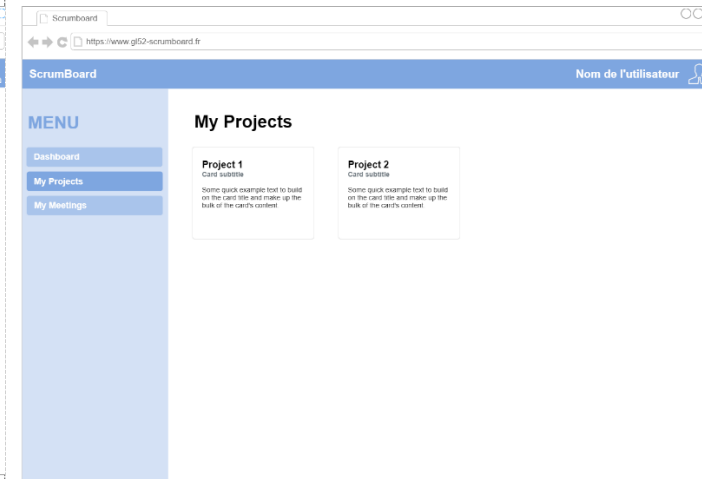 Scrumboard
https://www.gl52-scrumboard.fr
ScrumBoard
Nom de l'utilisateur
MENU
Dashboard
My Projects
My Meetings
My Projects
Project 1
Card subtitle
Some quick example text to build
on the card title and make up the
bulk of the card's content
Project 2
Card subtitle
Some quick example text to build
on the card title and make up the
bulk of the card's content